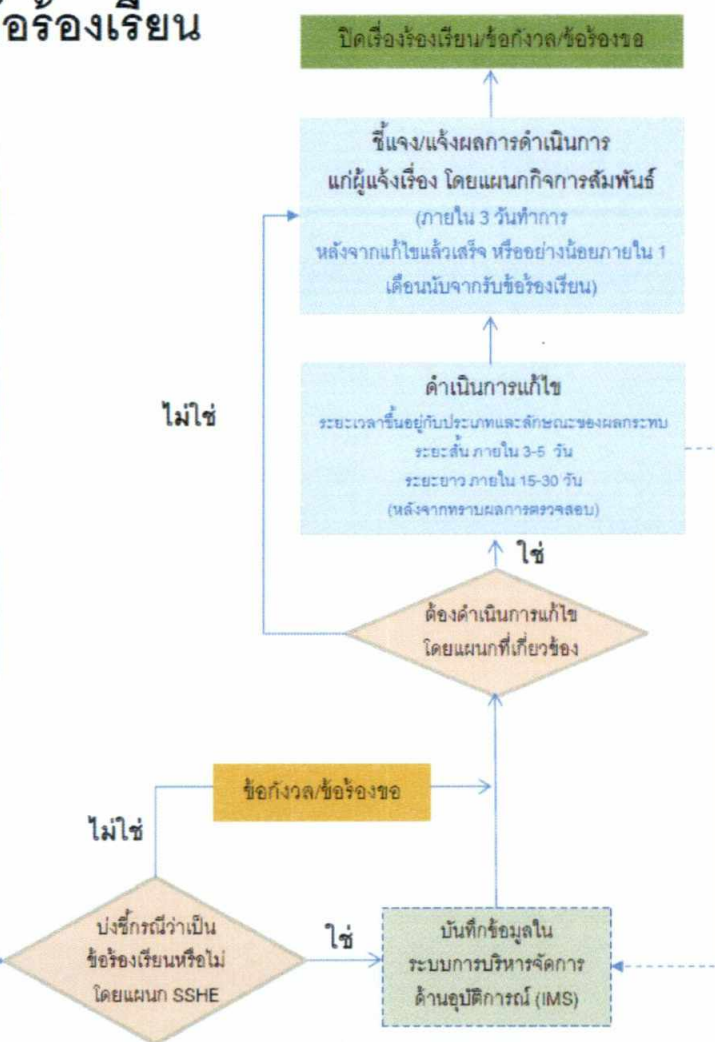 อร้องเรียน
ปิดเรื่องร้องเรียน/ข้อกังวล/ข้อร้องขอ
ชี้แจง/แจ้งผลการดำเนินการ
แก่ผู้แจ้งเรื่อง โดยแผนกกิจการสัมพันธ์
(ภายใน 3 วันทำการ
หลังจากแก้ไขแล้วเสร็จ หรืออย่างน้อยภายใน 1
เดือนนับจากรับข้อร้องเรียน)
ไม่ใช่
ดำเนินการแก้ไข
ระยะเวลาขึ้นอยู่กับประเภทและลักษณะของผลกระทบ
ระยะสั้น ภายใน 3-5 วัน
ระยะยาว ภายใน 15-30 วัน
(หลังจากทราบผลการตรวจสอบ)
ใช่
ต้องดำเนินการแก้ไข
โดยแผนกที่เกี่ยวข้อง
ข้อกังวล/ข้อร้องขอ
ไม่ใช่
บ่งชี้กรณีว่าเป็น
ข้อร้องเรียนหรือไม่
โดยแผนก SSHE
ใช่
บันทึกข้อมูลใน
ระบบการบริหารจัดการ
ด้านอุบัติการณ์ (IMS)